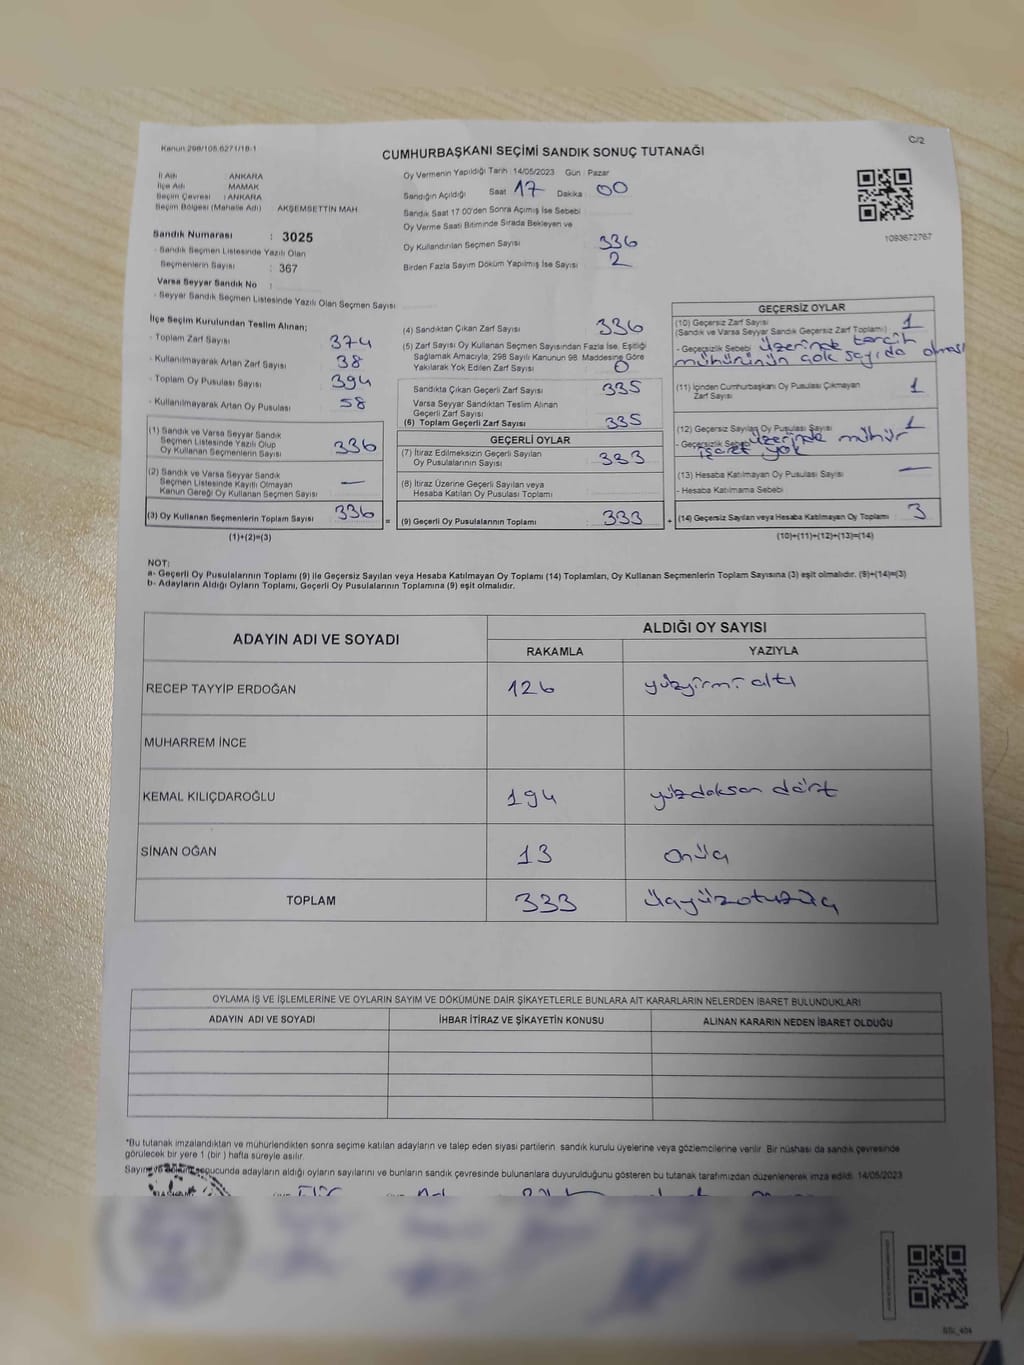 Kanun 298/105,6271/18-1
C/2
CUMHURBAŞKANI SEÇİMİ SANDIK SONUÇ TUTANAĞI
İl Adı : ANKARA
İlçe Adı : MAMAK
Seçim Çevresi : ANKARA
Seçim Bölgesi (Mahalle Adı) AKŞEMSETTİN MAH
Sandık Numarası : 3025
- Sandık Seçmen Listesinde Yazılı Olan
Seçmenlerin Sayısı : 367
Varsa Seyyar Sandık No :
- Seyyar Sandık Seçmen Listesinde Yazılı Olan Seçmen Sayısı
Oy Vermenin Yapıldığı Tarih : 14/05/2023 Gün : Pazar
Sandığın Açıldığı Saat 17 Dakika 00
Sandık Saat 17:00'den Sonra Açımış İse Sebebi
Oy Verme Saati Bitiminde Sırada Bekleyen ve
Oy Kullandırılan Seçmen Sayısı 336
Birden Fazla Sayım Döküm Yapılmış İse Sayısı 2
1093672767
İlçe Seçim Kurulundan Teslim Alınan;
- Toplam Zarf Sayısı 374
- Kullanılmayarak Artan Zarf Sayısı 38
- Toplam Oy Pusulası Sayısı 394
- Kullanılmayarak Artan Oy Pusulası 58
(1) Sandık ve Varsa Seyyar Sandık
Seçmen Listesinde Yazılı Olup
Oy Kullanan Seçmenlerin Sayısı 336
(2) Sandık ve Varsa Seyyar Sandık
Seçmen Listesinde Kayıtlı Olmayan
Kanun Gereği Oy Kullanan Seçmen Sayısı —
(3) Oy Kullanan Seçmenlerin Toplam Sayısı 336
(1)+(2)=(3)
(4) Sandıktan Çıkan Zarf Sayısı 336
(5) Zarf Sayısı Oy Kullanan Seçmen Sayısından Fazla İse, Eşitliği
Sağlamak Amacıyla, 298 Sayılı Kanunun 98. Maddesine Göre
Yakılarak Yok Edilen Zarf Sayısı 0
Sandıkta Çıkan Geçerli Zarf Sayısı 335
Varsa Seyyar Sandıktan Teslim Alınan
Geçerli Zarf Sayısı
(6) Toplam Geçerli Zarf Sayısı 335
GEÇERLİ OYLAR
(7) İtiraz Edilmeksizin Geçerli Sayılan
Oy Pusulasının Sayısı 333
(8) İtiraz Üzerine Geçerli Sayılan veya
Hesaba Katılan Oy Pusulası Toplamı
= (9) Geçerli Oy Pusulalarının Toplamı 333
GEÇERSİZ OYLAR
(10) Geçersiz Zarf Sayısı 1
(Sandık ve Varsa Seyyar Sandık Geçersiz Zarf Toplamı)
- Geçersizlik Sebebi üzerinde tercih
mühürünün çok sayıda olması
(11) İçinden Cumhurbaşkanı Oy Pusulası Çıkmayan
Zarf Sayısı 1
(12) Geçersiz Sayılan Oy Pusulası Sayısı 1
- Geçersizlik Sebebi üzerinde mühür
işaret yok
(13) Hesaba Katılmayan Oy Pusulası Sayısı —
- Hesaba Katılmama Sebebi
+ (14) Geçersiz Sayılan veya Hesaba Katılmayan Oy Toplamı 3
(10)+(11)+(12)+(13)=(14)
NOT:
a- Geçerli Oy Pusulalarının Toplamı (9) ile Geçersiz Sayılan veya Hesaba Katılmayan Oy Toplamı (14) Toplamları, Oy Kullanan Seçmenlerin Toplam Sayısına (3) eşit olmalıdır. (9)+(14)=(3)
b- Adayların Aldığı Oyların Toplamı, Geçerli Oy Pusulalarının Toplamına (9) eşit olmalıdır.
ADAYIN ADI VE SOYADI
ALDIĞI OY SAYISI
RAKAMLA YAZIYLA
RECEP TAYYİP ERDOĞAN 126 yüzyirmi altı
MUHARREM İNCE
KEMAL KILIÇDAROĞLU 194 yüzdoksan dört
SİNAN OĞAN 13 onüç
TOPLAM 333 üçyüzotuzüç
OYLAMA İŞ VE İŞLEMLERİNE VE OYLARIN SAYIM VE DÖKÜMÜNE DAİR ŞİKAYETLERLE BUNLARA AİT KARARLARIN NELERDEN İBARET BULUNDUKLARI
ADAYIN ADI VE SOYADI İHBAR İTİRAZ VE ŞİKAYETİN KONUSU ALINAN KARARIN NEDEN İBARET OLDUĞU
*Bu tutanak imzalandıktan ve mühürlendikten sonra seçime katılan adayların ve talep eden siyasi partilerin sandık kurulu üyelerine veya gözlemcilerine verilir. Bir nüshası da sandık çevresinde
görülecek bir yere 1 (bir) hafta süreyle asılır.
Sayım ve döküm sonucunda adayların aldığı oyların sayılarını ve bunların sandık çevresinde bulunanlara duyurulduğunu gösteren bu tutanak tarafımızdan düzenlenerek imza edildi. 14/05/2023